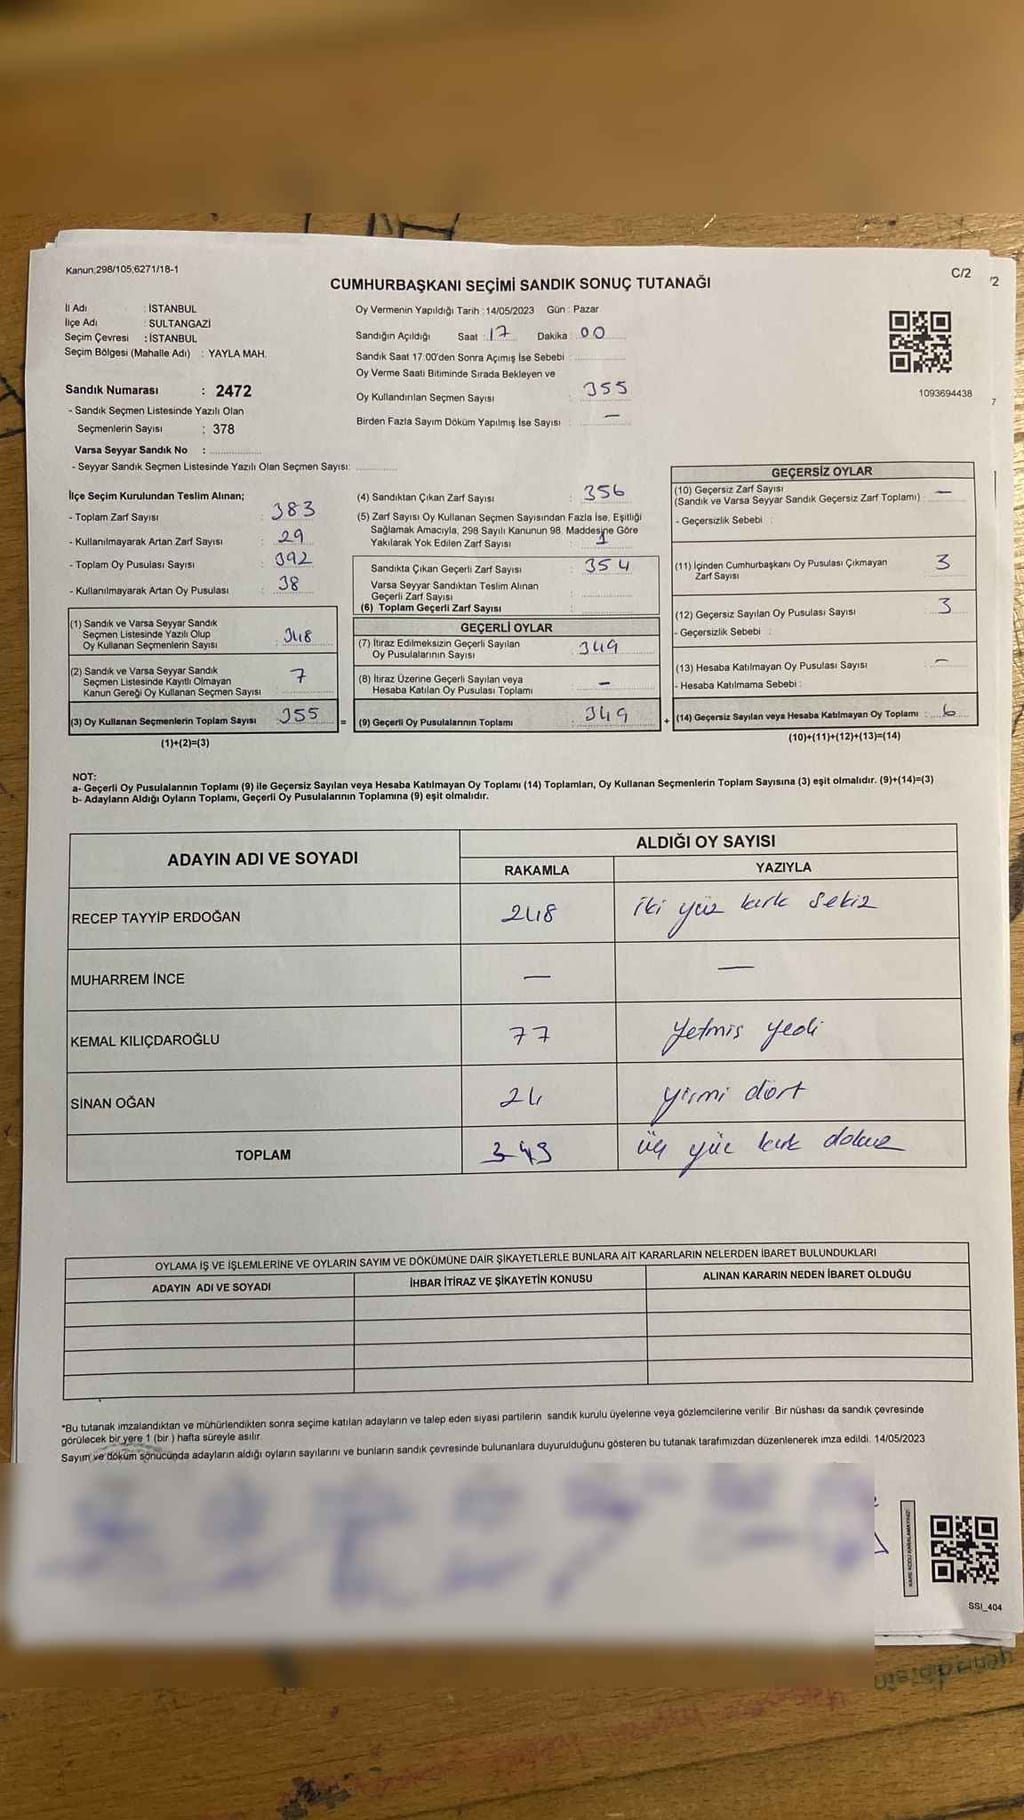 Kanun;298/105,6271/18-1
C/2
'2
CUMHURBAŞKANI SEÇİMİ SANDIK SONUÇ TUTANAĞI
İl Adı : İSTANBUL
İlçe Adı : SULTANGAZİ
Seçim Çevresi : İSTANBUL
Seçim Bölgesi (Mahalle Adı) : YAYLA MAH.
Sandık Numarası : 2472
- Sandık Seçmen Listesinde Yazılı Olan
Seçmenlerin Sayısı : 378
Varsa Seyyar Sandık No :
- Seyyar Sandık Seçmen Listesinde Yazılı Olan Seçmen Sayısı:
Oy Vermenin Yapıldığı Tarih : 14/05/2023 Gün : Pazar
Sandığın Açıldığı Saat : 17 Dakika : 00
Sandık Saat 17.00'den Sonra Açımış İse Sebebi :
Oy Verme Saati Bitiminde Sırada Bekleyen ve
Oy Kullandırılan Seçmen Sayısı : 355
Birden Fazla Sayım Döküm Yapılmış İse Sayısı : —
1093694438
7
İlçe Seçim Kurulundan Teslim Alınan;
- Toplam Zarf Sayısı : 383
- Kullanılmayarak Artan Zarf Sayısı : 29
- Toplam Oy Pusulası Sayısı : 392
- Kullanılmayarak Artan Oy Pusulası : 38
(1) Sandık ve Varsa Seyyar Sandık
Seçmen Listesinde Yazılı Olup
Oy Kullanan Seçmenlerin Sayısı : 348
(2) Sandık ve Varsa Seyyar Sandık
Seçmen Listesinde Kayıtlı Olmayan
Kanun Gereği Oy Kullanan Seçmen Sayısı : 7
(3) Oy Kullanan Seçmenlerin Toplam Sayısı : 355
(1)+(2)=(3)
(4) Sandıktan Çıkan Zarf Sayısı : 356
(5) Zarf Sayısı Oy Kullanan Seçmen Sayısından Fazla İse, Eşitliği
Sağlamak Amacıyla, 298 Sayılı Kanunun 98. Maddesine Göre
Yakılarak Yok Edilen Zarf Sayısı : 1
Sandıkta Çıkan Geçerli Zarf Sayısı : 354
Varsa Seyyar Sandıktan Teslim Alınan
Geçerli Zarf Sayısı :
(6) Toplam Geçerli Zarf Sayısı :
GEÇERLİ OYLAR
(7) İtiraz Edilmeksizin Geçerli Sayılan
Oy Pusulalarının Sayısı : 349
(8) İtiraz Üzerine Geçerli Sayılan veya
Hesaba Katılan Oy Pusulası Toplamı : —
= (9) Geçerli Oy Pusulalarının Toplamı : 349
GEÇERSİZ OYLAR
(10) Geçersiz Zarf Sayısı
(Sandık ve Varsa Seyyar Sandık Geçersiz Zarf Toplamı) : —
- Geçersizlik Sebebi :
(11) İçinden Cumhurbaşkanı Oy Pusulası Çıkmayan
Zarf Sayısı : 3
(12) Geçersiz Sayılan Oy Pusulası Sayısı : 3
- Geçersizlik Sebebi :
(13) Hesaba Katılmayan Oy Pusulası Sayısı : —
- Hesaba Katılmama Sebebi :
+ (14) Geçersiz Sayılan veya Hesaba Katılmayan Oy Toplamı : 6
(10)+(11)+(12)+(13)=(14)
NOT:
a- Geçerli Oy Pusulalarının Toplamı (9) ile Geçersiz Sayılan veya Hesaba Katılmayan Oy Toplamı (14) Toplamları, Oy Kullanan Seçmenlerin Toplam Sayısına (3) eşit olmalıdır. (9)+(14)=(3)
b- Adayların Aldığı Oyların Toplamı, Geçerli Oy Pusulalarının Toplamına (9) eşit olmalıdır.
ADAYIN ADI VE SOYADI
ALDIĞI OY SAYISI
RAKAMLA YAZIYLA
RECEP TAYYİP ERDOĞAN 248 iki yüz kırk sekiz
MUHARREM İNCE — —
KEMAL KILIÇDAROĞLU 77 yetmiş yedi
SİNAN OĞAN 24 yirmi dört
TOPLAM 349 üç yüz kırk dokuz
OYLAMA İŞ VE İŞLEMLERİNE VE OYLARIN SAYIM VE DÖKÜMÜNE DAİR ŞİKAYETLERLE BUNLARA AİT KARARLARIN NELERDEN İBARET BULUNDUKLARI
ADAYIN ADI VE SOYADI İHBAR İTİRAZ VE ŞİKAYETİN KONUSU ALINAN KARARIN NEDEN İBARET OLDUĞU
*Bu tutanak imzalandıktan ve mühürlendikten sonra seçime katılan adayların ve talep eden siyasi partilerin sandık kurulu üyelerine veya gözlemcilerine verilir. Bir nüshası da sandık çevresinde
görülecek bir yere 1 (bir ) hafta süreyle asılır.
Sayım ve döküm sonucunda adayların aldığı oyların sayılarını ve bunların sandık çevresinde bulunanlara duyurulduğunu gösteren bu tutanak tarafımızdan düzenlenerek imza edildi. 14/05/2023
KARE KODU KARALAMAYINIZ!
SSI_404